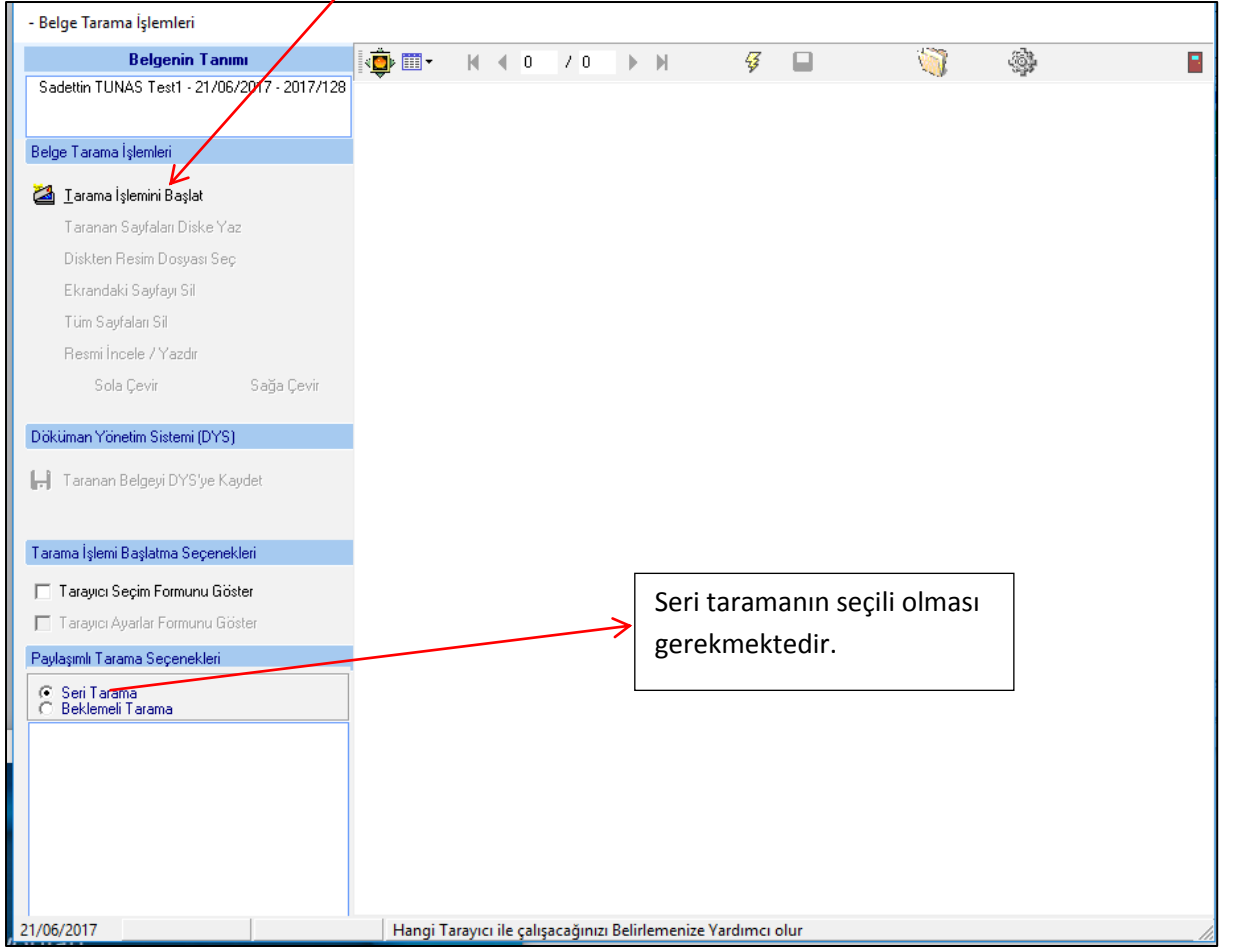 - Belge Tarama İşlemleri
Belgenin Tanımı
0 / 0
Sadettin TUNAS Test1 - 21/06/2017 - 2017/128
Belge Tarama İşlemleri
Tarama İşlemini Başlat
Taranan Sayfaları Diske Yaz
Diskten Resim Dosyası Seç
Ekrandaki Sayfayı Sil
Tüm Sayfaları Sil
Resmi İncele / Yazdır
Sola Çevir Sağa Çevir
Döküman Yönetim Sistemi (DYS)
Taranan Belgeyi DYS'ye Kaydet
Tarama İşlemi Başlatma Seçenekleri
Tarayıcı Seçim Formunu Göster
Tarayıcı Ayarlar Formunu Göster
Seri taramanın seçili olması
gerekmektedir.
Paylaşımlı Tarama Seçenekleri
Seri Tarama
Beklemeli Tarama
21/06/2017
Hangi Tarayıcı ile çalışacağınızı Belirlemenize Yardımcı olur